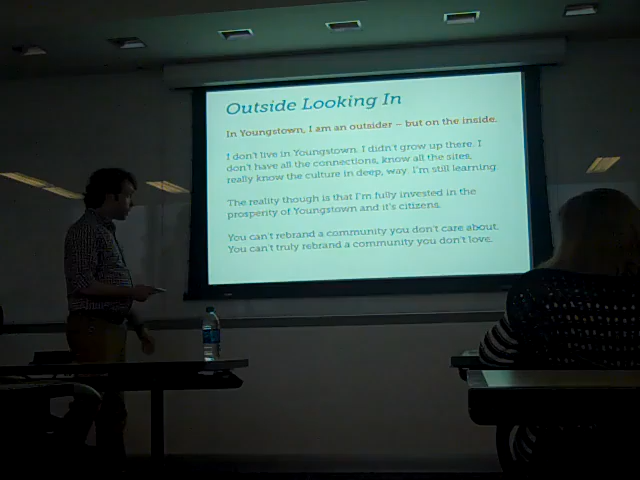 Outside Looking In
In Youngstown, I am an outsider – but on the inside.
I don't live in Youngstown. I didn't grow up there. I
don't have all the connections, know all the sites,
really know the culture in deep, way. I'm still learning.
The reality though is that I'm fully invested in the
prosperity of Youngstown and it's citizens.
You can't rebrand a community you don't care about.
You can't truly rebrand a community you don't love.